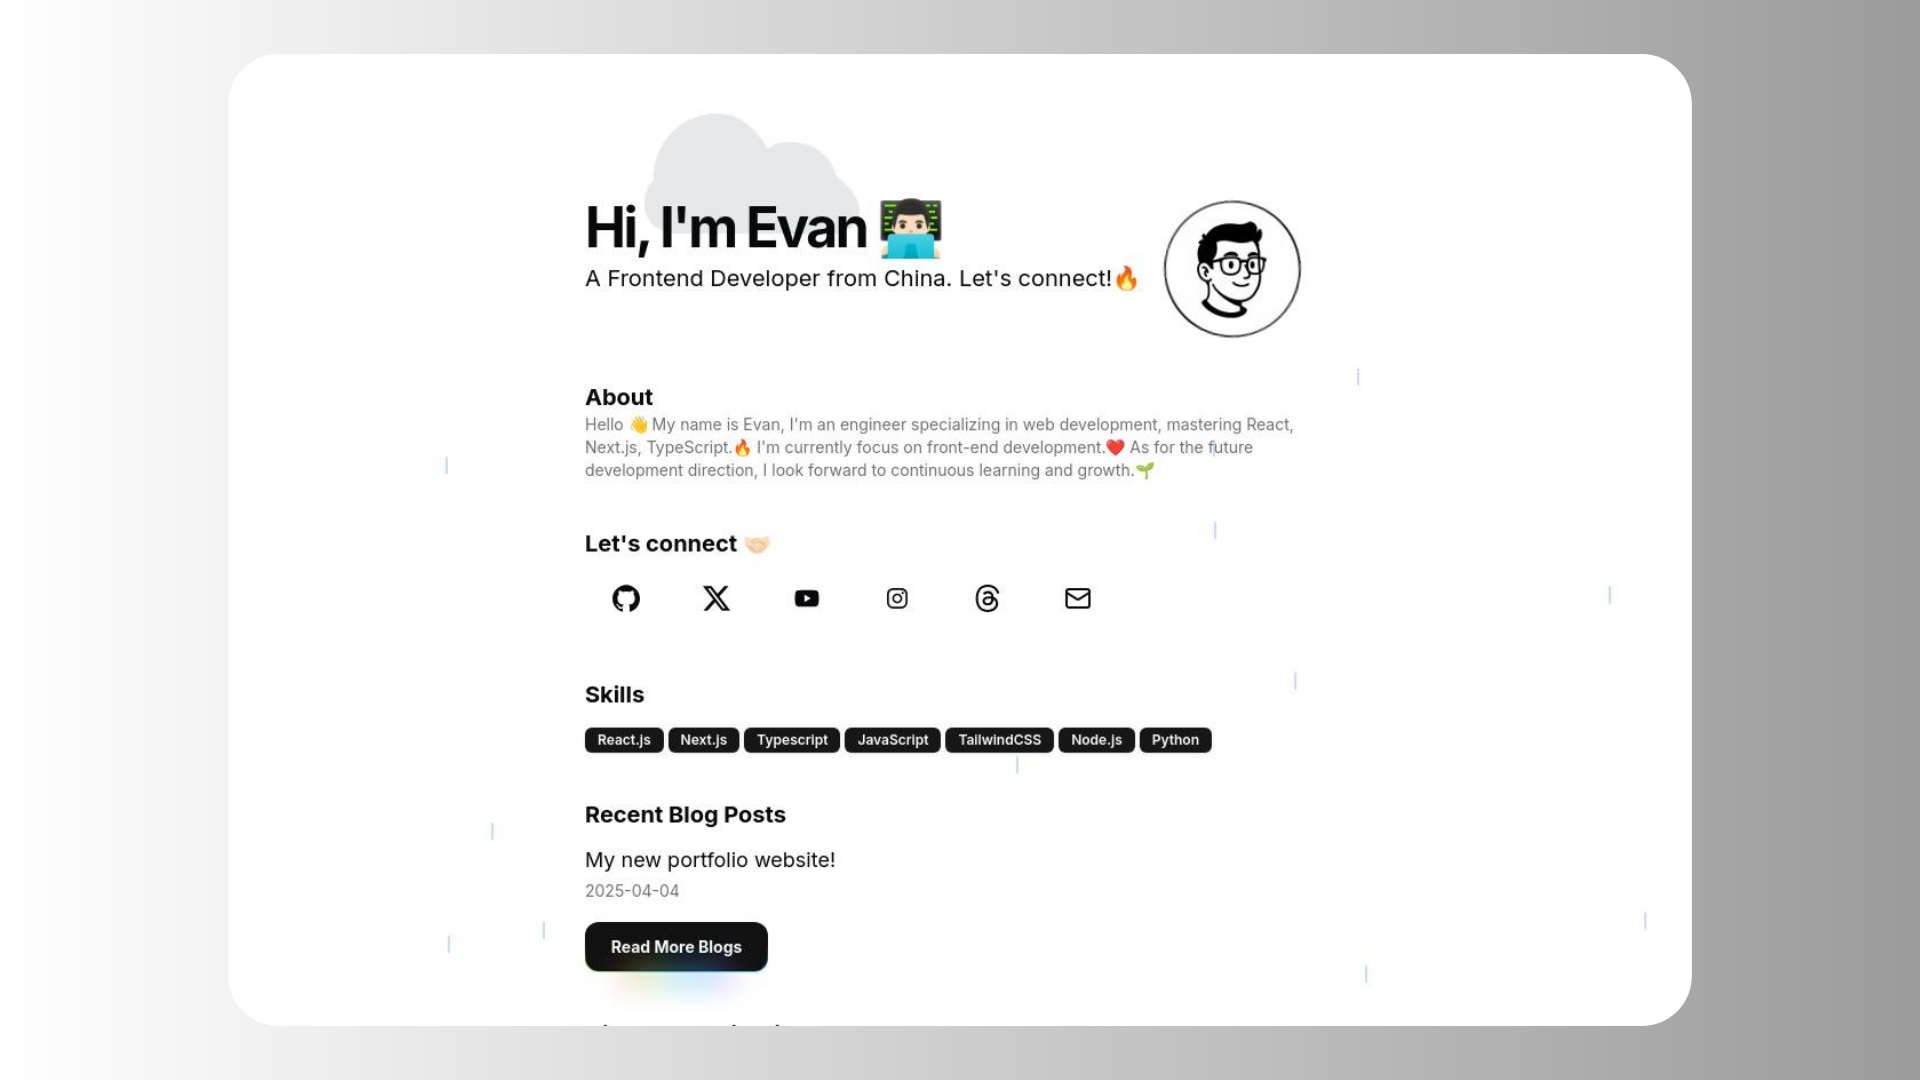 Hi, I'm Evan 👨🏻‍💻
A Frontend Developer from China. Let's connect!🔥
About
Hello 👋 My name is Evan, I'm an engineer specializing in web development, mastering React,
Next.js, TypeScript.🔥 I'm currently focus on front-end development.❤️ As for the future
development direction, I look forward to continuous learning and growth.🌱
Let's connect 🤝🏻
Skills
React.js Next.js Typescript JavaScript TailwindCSS Node.js Python
Recent Blog Posts
My new portfolio website!
2025-04-04
Read More Blogs